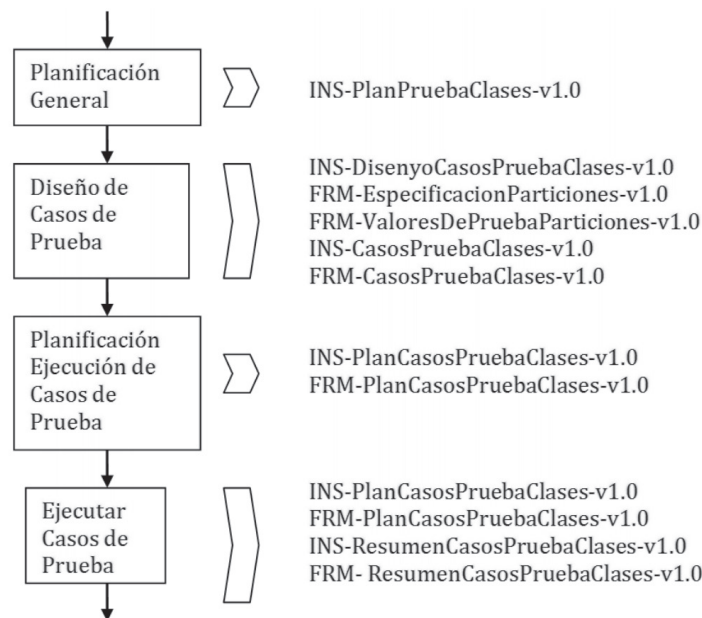 Planificación
General
INS-PlanPruebaClases-v1.0
Diseño de
Casos de
Prueba
INS-DisenyoCasosPruebaClases-v1.0
FRM-EspecificacionParticiones-v1.0
FRM-ValoresDePruebaParticiones-v1.0
INS-CasosPruebaClases-v1.0
FRM-CasosPruebaClases-v1.0
Planificación
Ejecución de
Casos de
Prueba
INS-PlanCasosPruebaClases-v1.0
FRM-PlanCasosPruebaClases-v1.0
Ejecutar
Casos de
Prueba
INS-PlanCasosPruebaClases-v1.0
FRM-PlanCasosPruebaClases-v1.0
INS-ResumenCasosPruebaClases-v1.0
FRM- ResumenCasosPruebaClases-v1.0